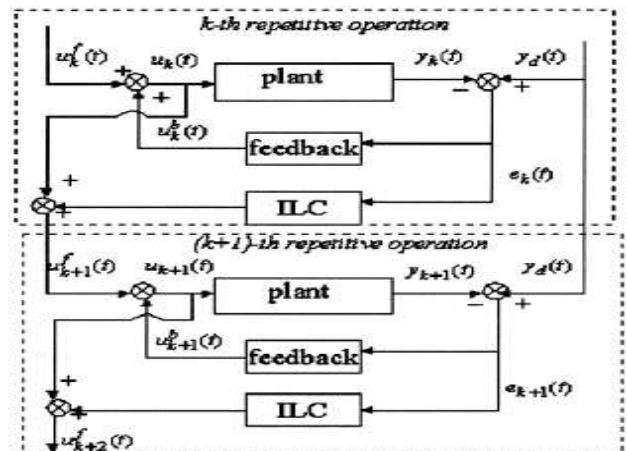 k-th repetitive operation
u_k^f(t)
+
u_k(t)
plant
y_k(t)
y_d(t)
+
−
+
u_k^b(t)
feedback
e_k(t)
+
+
ILC
(k+1)-th repetitive operation
u_{k+1}^f(t)
u_{k+1}(t)
plant
y_{k+1}(t)
y_d(t)
−
+
u_{k+1}^b(t)
feedback
+
e_{k+1}(t)
+
ILC
u_{k+2}^f(t)